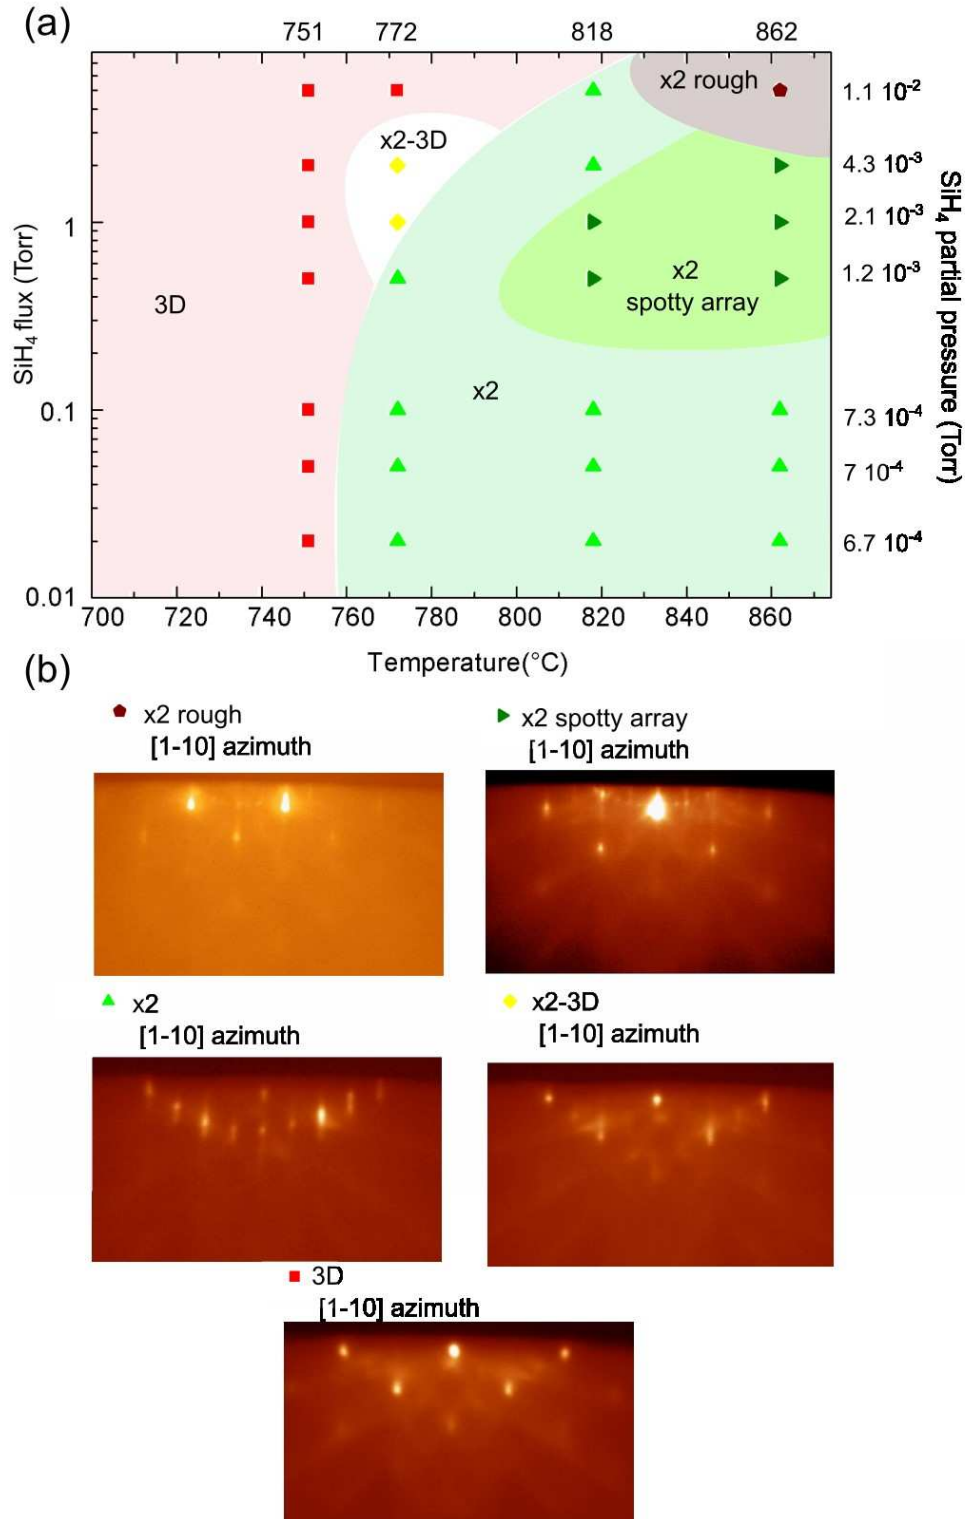 (a)
751 772 818 862
x2 rough
1.1 10⁻²
x2-3D
4.3 10⁻³
1
2.1 10⁻³
x2
spotty array
1.2 10⁻³
3D
x2
0.1
7.3 10⁻⁴
7 10⁻⁴
6.7 10⁻⁴
0.01
SiH₄ flux (Torr)
SiH₄ partial pressure (Torr)
700 720 740 760 780 800 820 840 860
Temperature(°C)
(b)
x2 rough
[1-10] azimuth
x2 spotty array
[1-10] azimuth
x2
[1-10] azimuth
x2-3D
[1-10] azimuth
3D
[1-10] azimuth